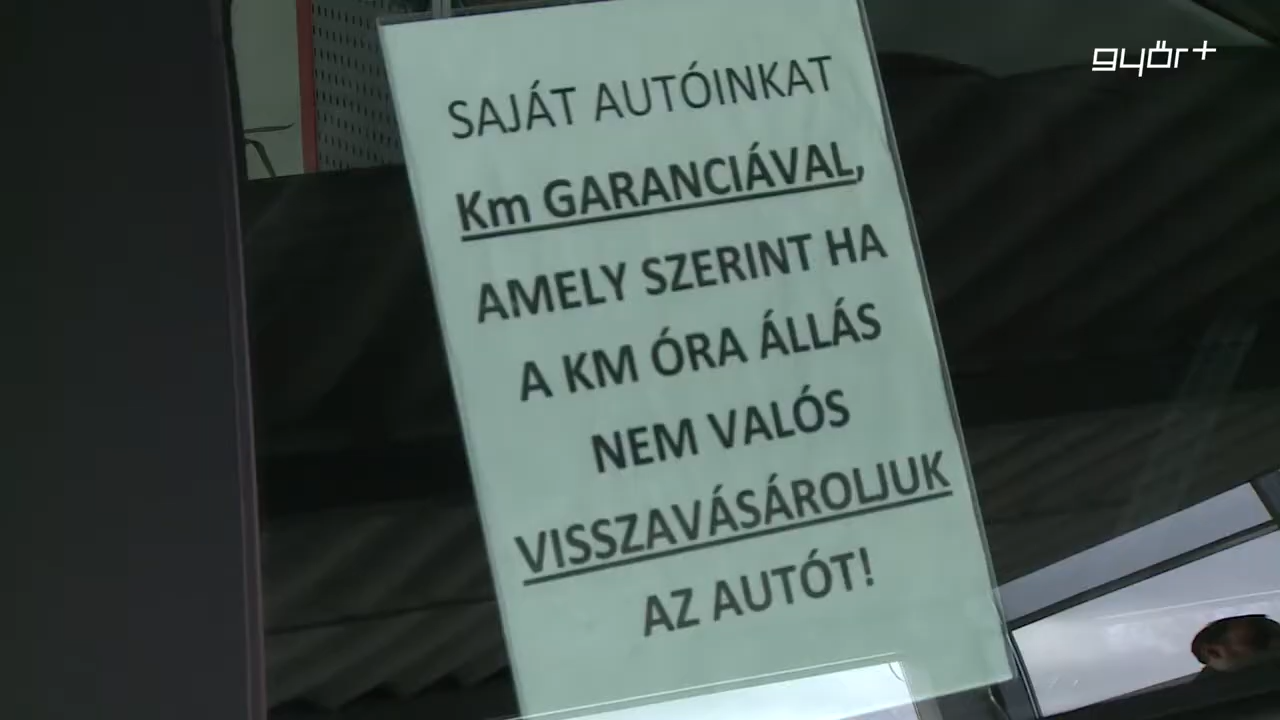 győr+
SAJÁT AUTÓINKAT
Km GARANCIÁVAL,
AMELY SZERINT HA
A KM ÓRA ÁLLÁS
NEM VALÓS
VISSZAVÁSÁROLJUK
AZ AUTÓT!